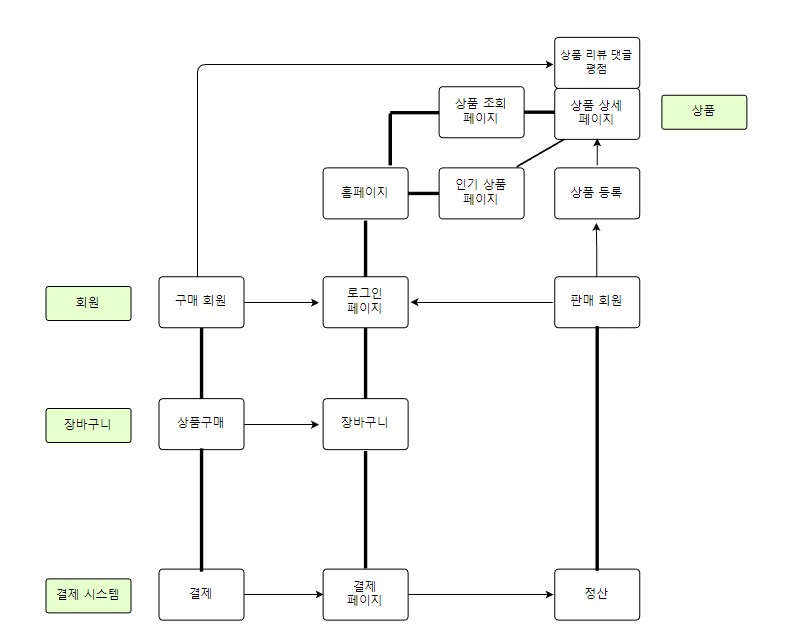 상품 리뷰 댓글
평점
상품 조회
페이지
상품 상세
페이지
상품
홈페이지
인기 상품
페이지
상품 등록
회원
구매 회원
로그인
페이지
판매 회원
장바구니
상품구매
장바구니
결제 시스템
결제
결제
페이지
정산